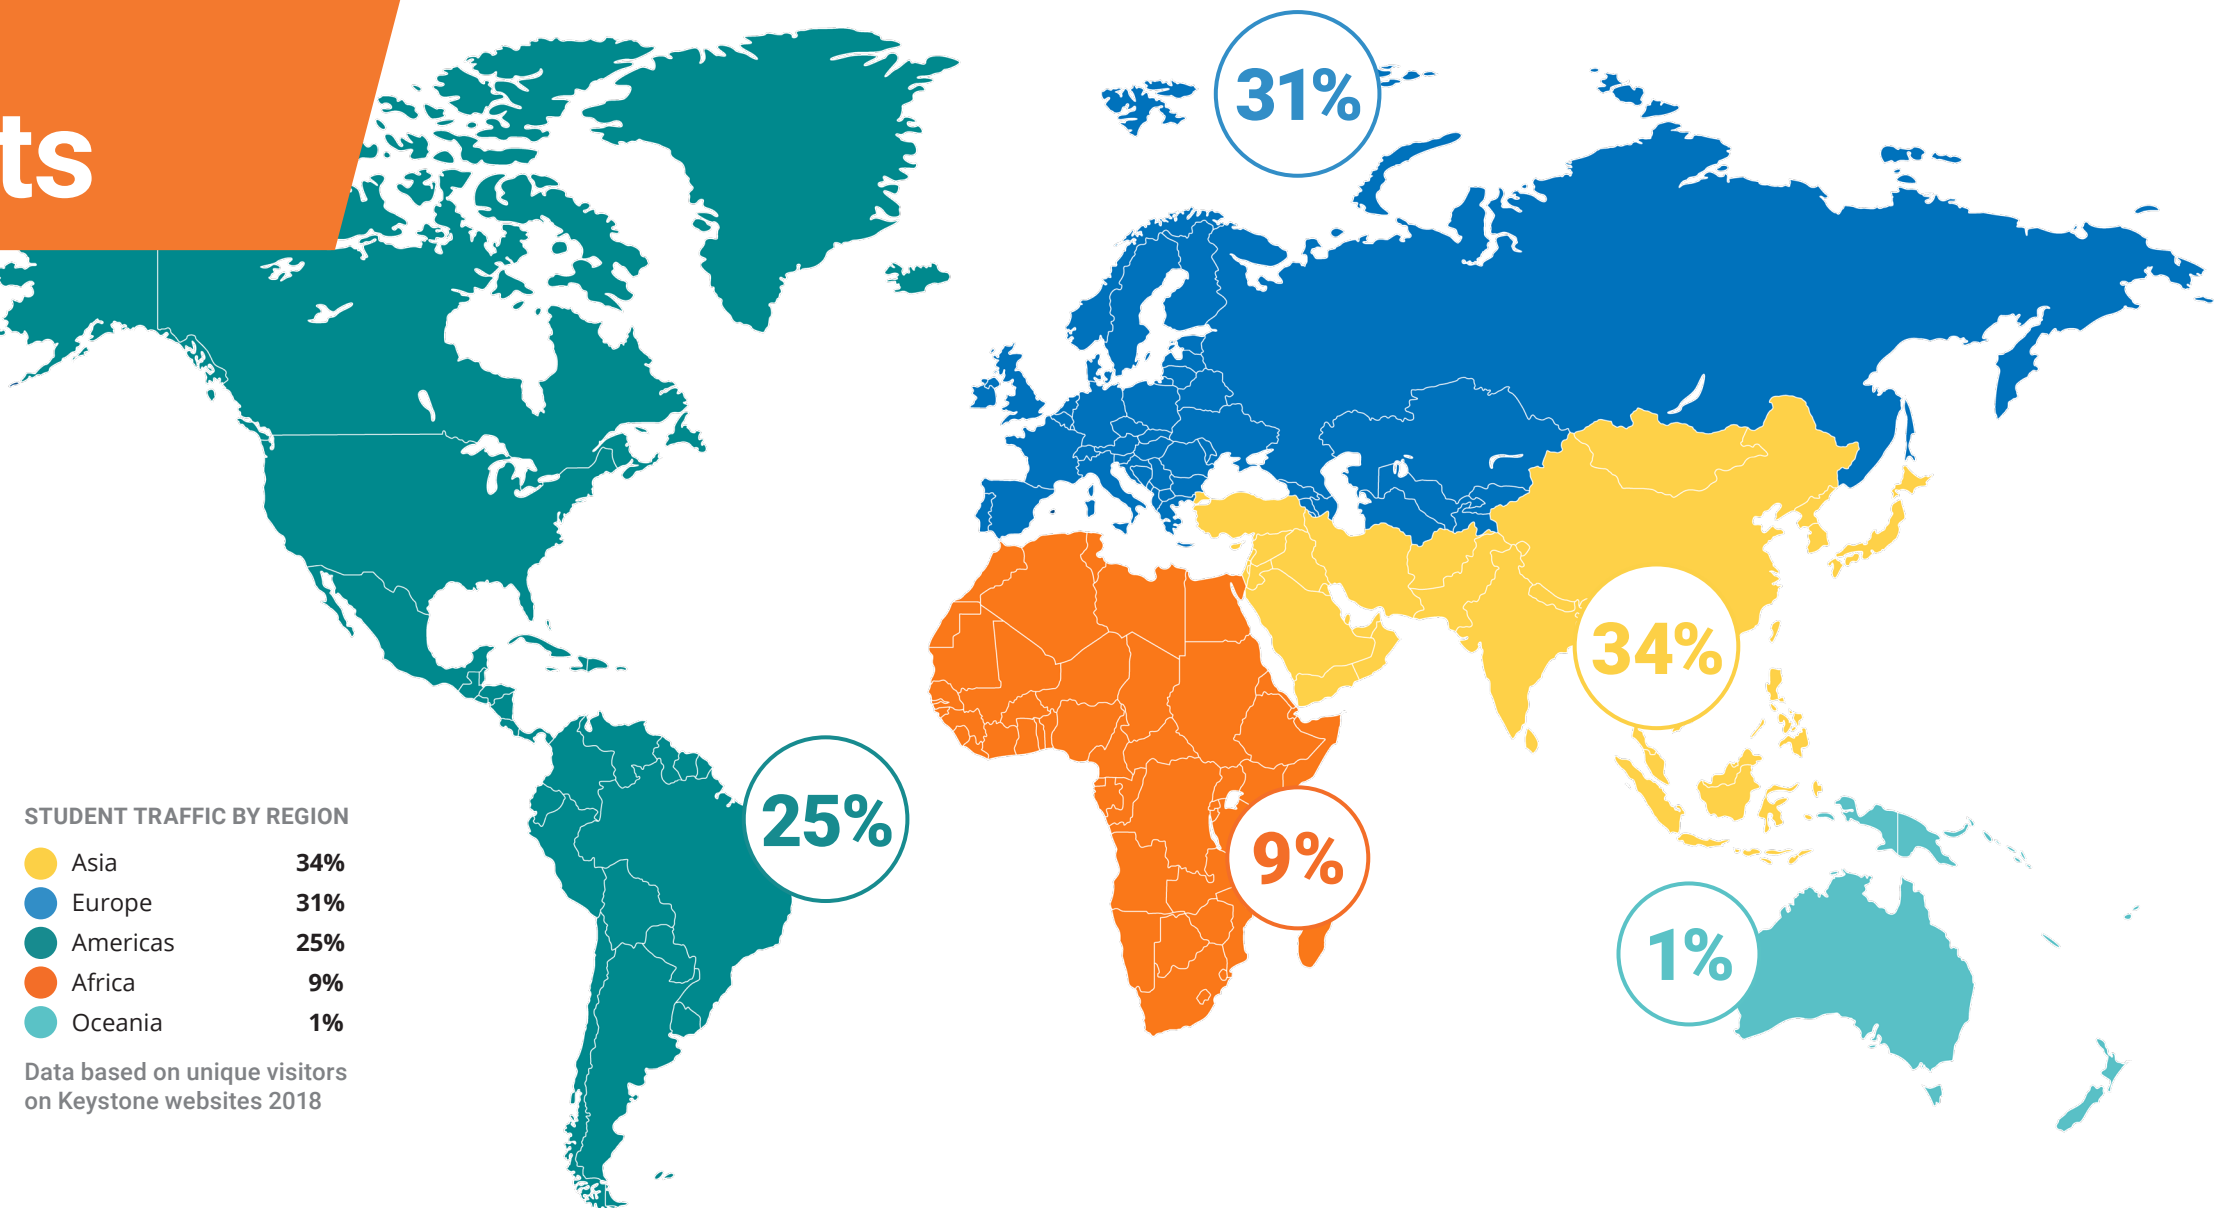 ts
31%
34%
25%
9%
1%
STUDENT TRAFFIC BY REGION
Asia 34%
Europe 31%
Americas 25%
Africa 9%
Oceania 1%
Data based on unique visitors
on Keystone websites 2018